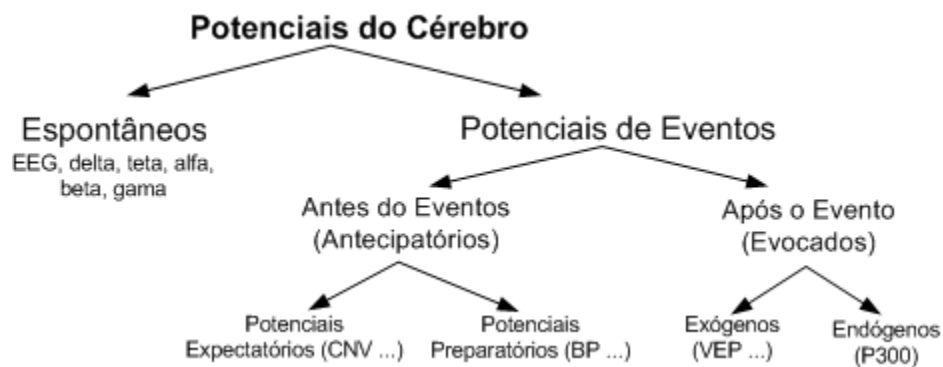 Potenciais do Cérebro
Espontâneos
EEG, delta, teta, alfa,
beta, gama
Potenciais de Eventos
Antes do Eventos
(Antecipatórios)
Após o Evento
(Evocados)
Potenciais
Expectatórios (CNV ...)
Potenciais
Preparatórios (BP ...)
Exógenos
(VEP ...)
Endógenos
(P300)